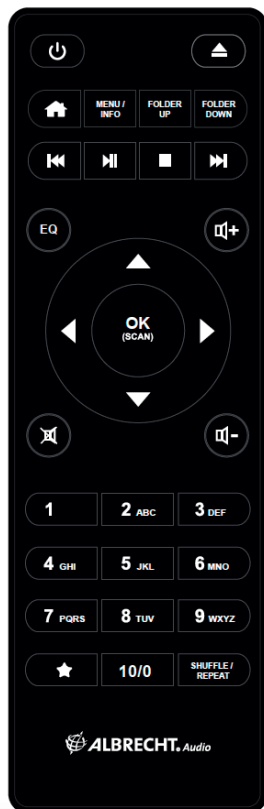 MENU / INFO FOLDER UP FOLDER DOWN
EQ
OK
(SCAN)
1 2 ABC 3 DEF
4 GHI 5 JKL 6 MNO
7 PQRS 8 TUV 9 WXYZ
10/0 SHUFFLE / REPEAT
ALBRECHT. Audio